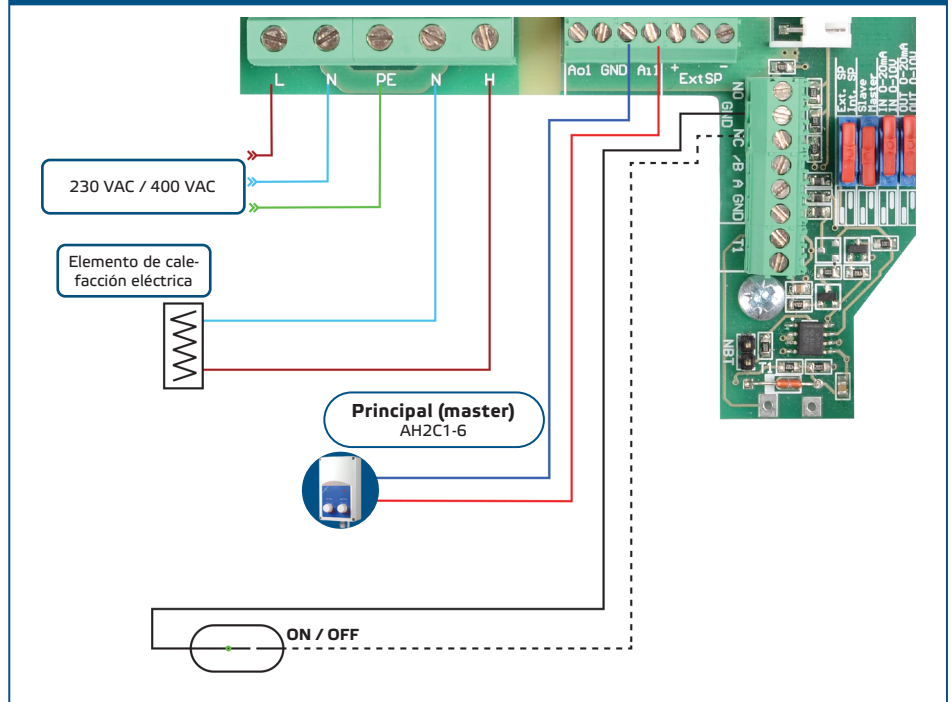 L N PE N H
Ao1 GND Ai1 + ExtSP -
NO GND NC /B A GND T1
Ext. SP
Int. SP
Slave
Master
IN 0-20mA
IN 0-10V
OUT 0-20mA
OUT 0-10V
230 VAC / 400 VAC
Elemento de cale-
facción eléctrica
NBT
T1
Principal (master)
AH2C1-6
ON / OFF